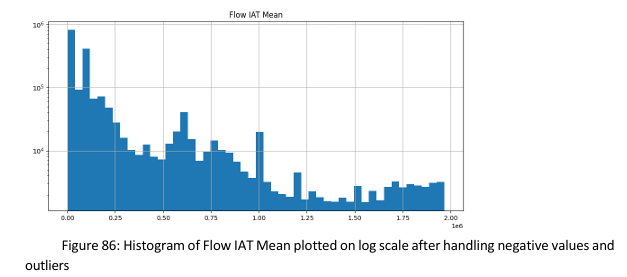 Flow IAT Mean
10⁶
10⁵
10⁴
0.00 0.25 0.50 0.75 1.00 1.25 1.50 1.75 2.00
1e6
Figure 86: Histogram of Flow IAT Mean plotted on log scale after handling negative values and
outliers